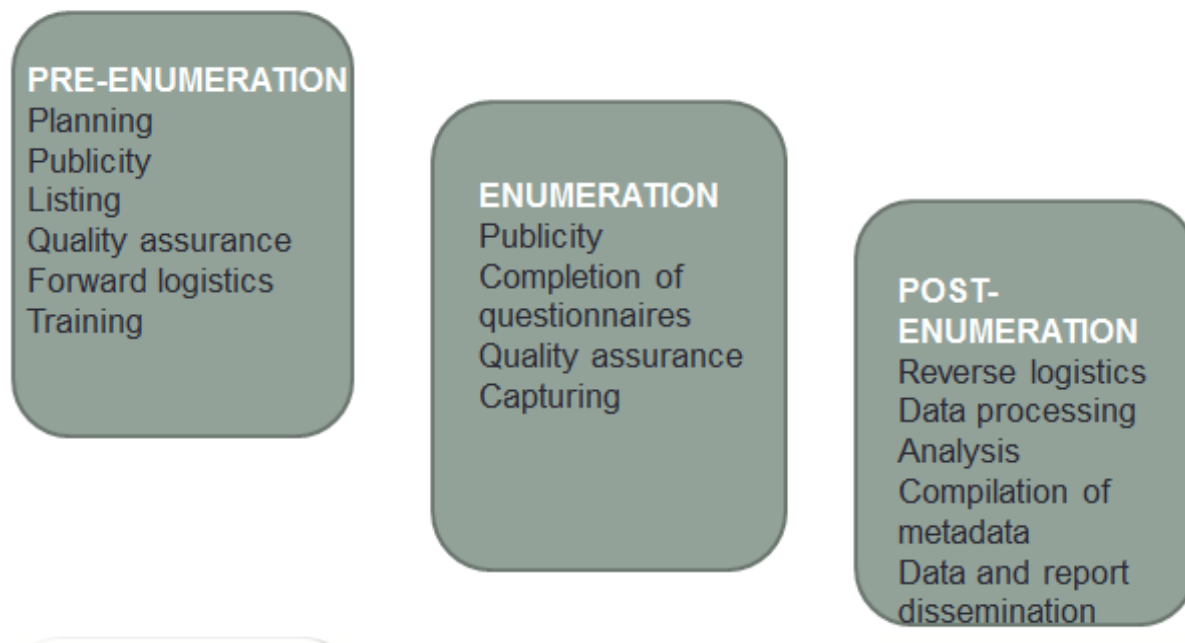 PRE-ENUMERATION
Planning
Publicity
Listing
Quality assurance
Forward logistics
Training
ENUMERATION
Publicity
Completion of
questionnaires
Quality assurance
Capturing
POST-
ENUMERATION
Reverse logistics
Data processing
Analysis
Compilation of
metadata
Data and report
dissemination